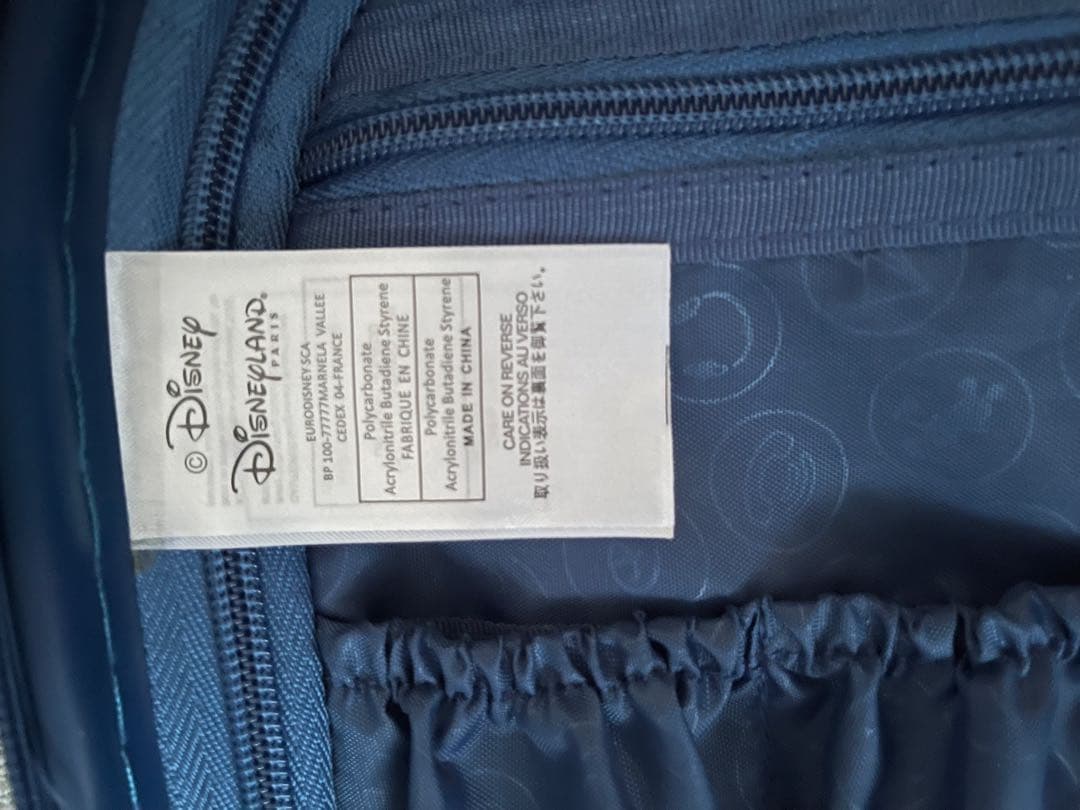 © Disney
Disneyland®
PARIS
EURODISNEY SCA
BP 100-77777MARNELA VALLEE
CEDEX 04-FRANCE
Polycarbonate
Acrylonitrile Butadiene Styrene
FABRIQUE EN CHINE
Polycarbonate
Acrylonitrile Butadiene Styrene
MADE IN CHINA
CARE ON REVERSE
INDICATIONS AU VERSO
取り扱い表示は裏面を御覧下さい。